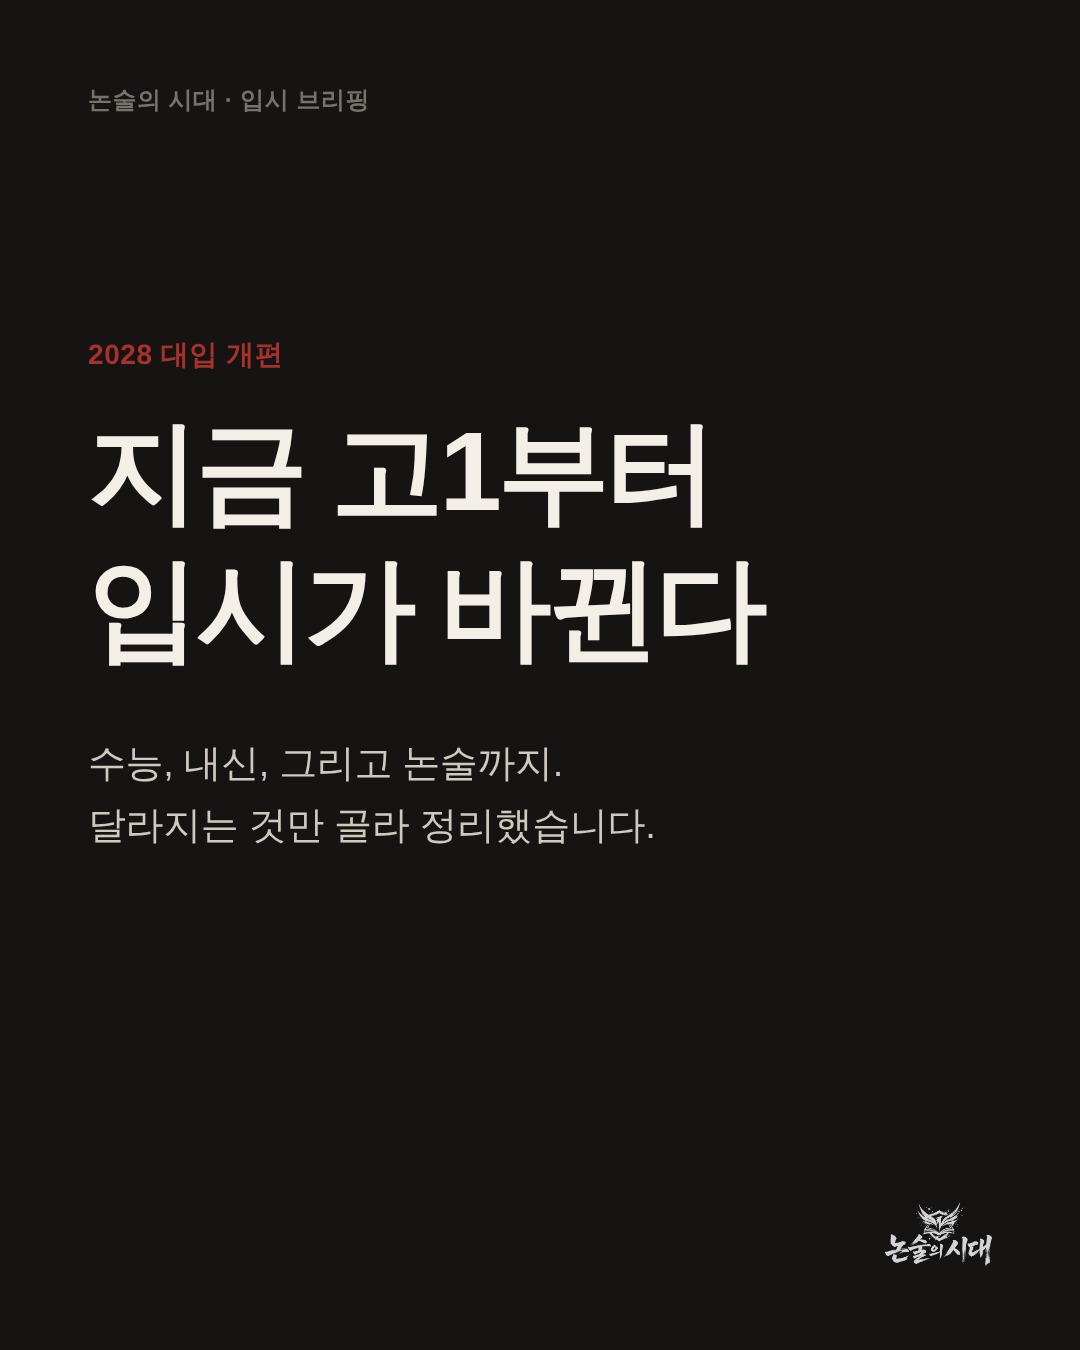 논술의 시대 · 입시 브리핑
2028 대입 개편
지금 고1부터
입시가 바뀐다
수능, 내신, 그리고 논술까지.
달라지는 것만 골라 정리했습니다.
논술의시대